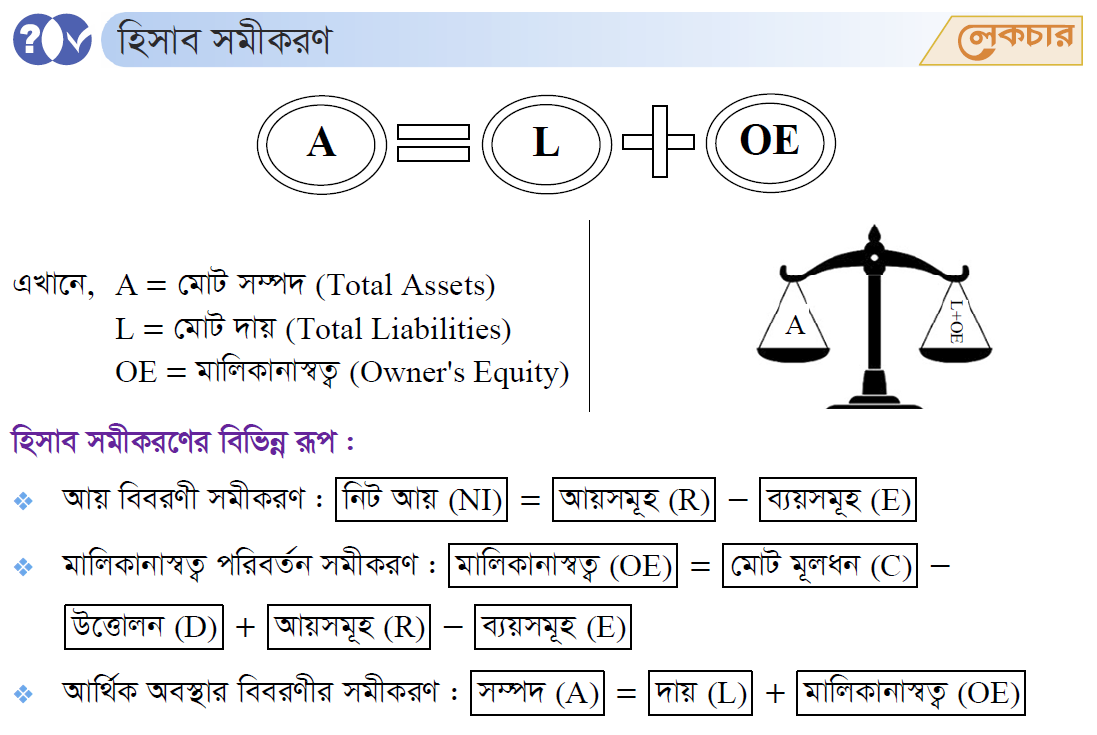 হিসাব সমীকরণ
লেকচার
A = L + OE
এখানে, A = মোট সম্পদ (Total Assets)
L = মোট দায় (Total Liabilities)
OE = মালিকানাস্বত্ব (Owner's Equity)
A
L+OE
হিসাব সমীকরণের বিভিন্ন রূপ :
❖ আয় বিবরণী সমীকরণ : নিট আয় (NI) = আয়সমূহ (R) − ব্যয়সমূহ (E)
❖ মালিকানাস্বত্ব পরিবর্তন সমীকরণ : মালিকানাস্বত্ব (OE) = মোট মূলধন (C) −
উত্তোলন (D) + আয়সমূহ (R) − ব্যয়সমূহ (E)
❖ আর্থিক অবস্থার বিবরণীর সমীকরণ : সম্পদ (A) = দায় (L) + মালিকানাস্বত্ব (OE)